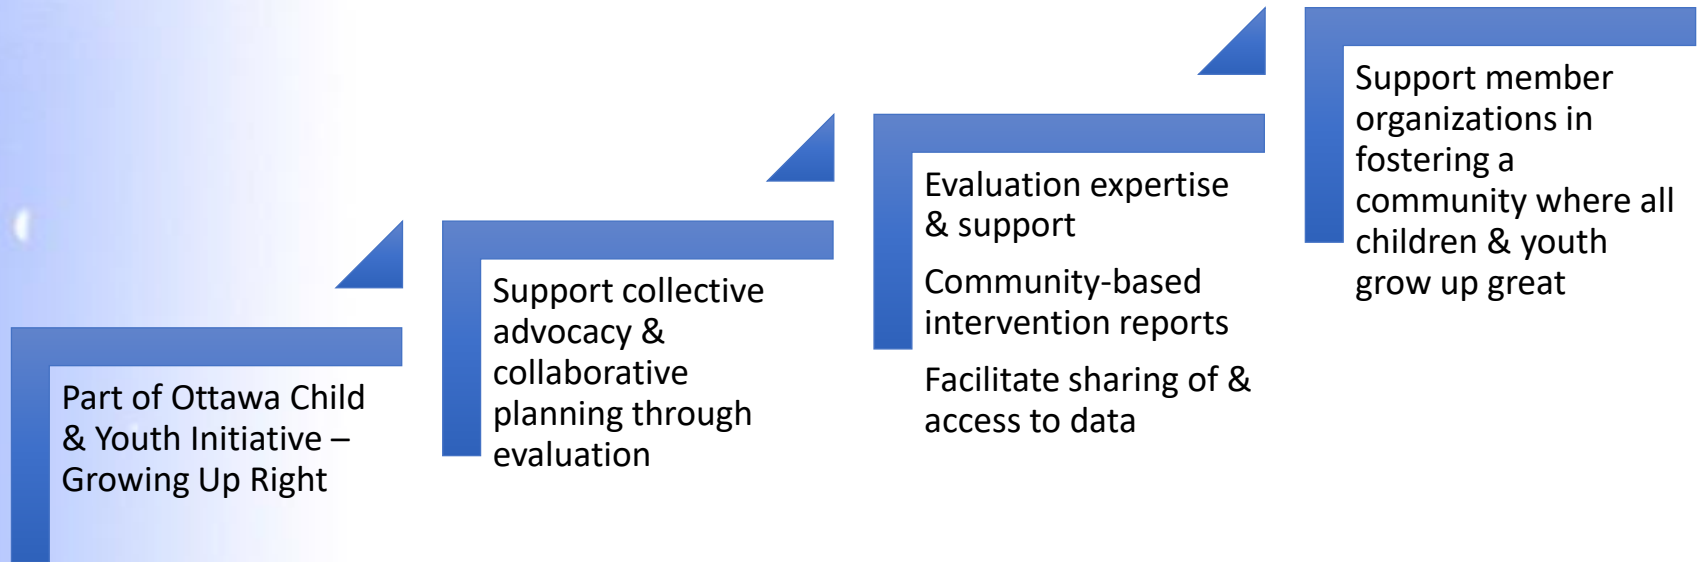 Part of Ottawa Child
& Youth Initiative –
Growing Up Right
Support collective
advocacy &
collaborative
planning through
evaluation
Evaluation expertise
& support
Community-based
intervention reports
Facilitate sharing of &
access to data
Support member
organizations in
fostering a
community where all
children & youth
grow up great